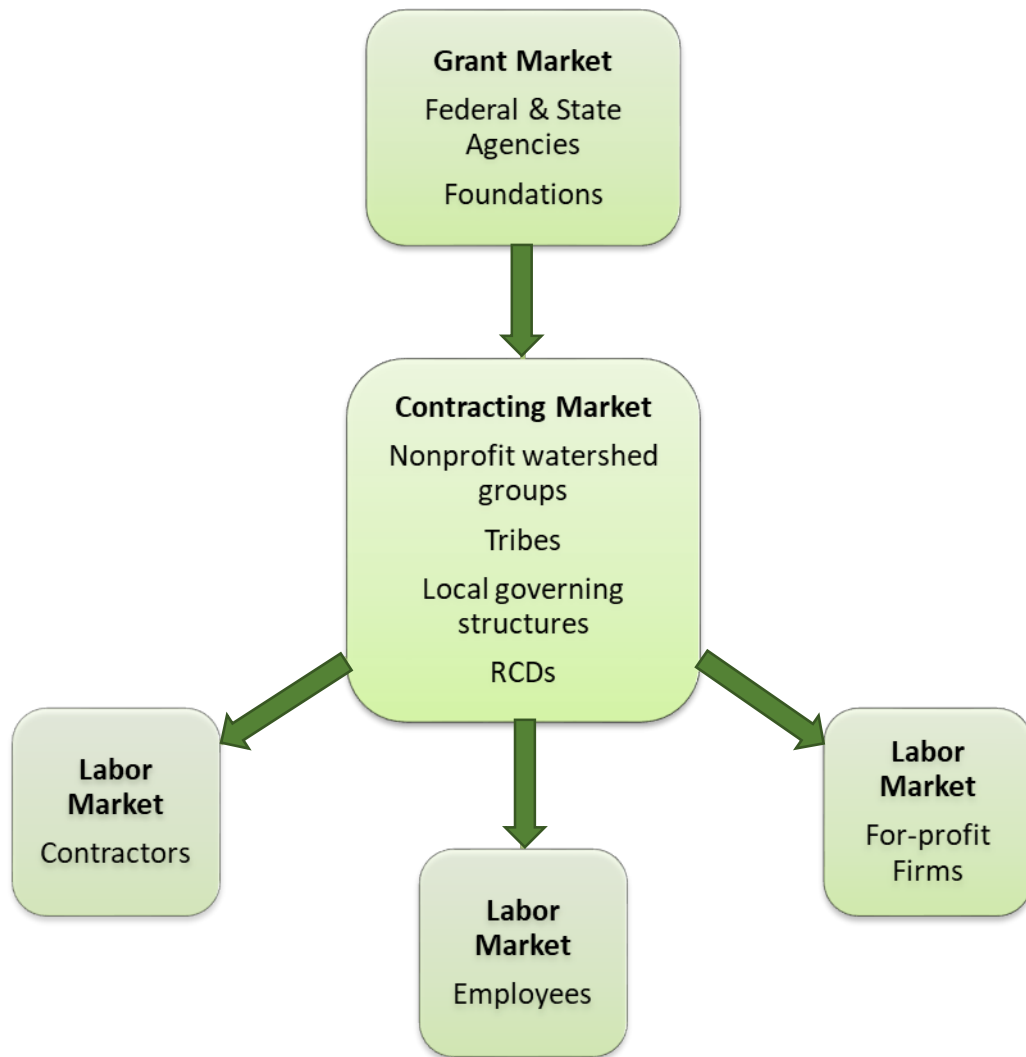 Grant Market
Federal & State
Agencies
Foundations
Contracting Market
Nonprofit watershed
groups
Tribes
Local governing
structures
RCDs
Labor
Market
Contractors
Labor
Market
Employees
Labor
Market
For-profit
Firms